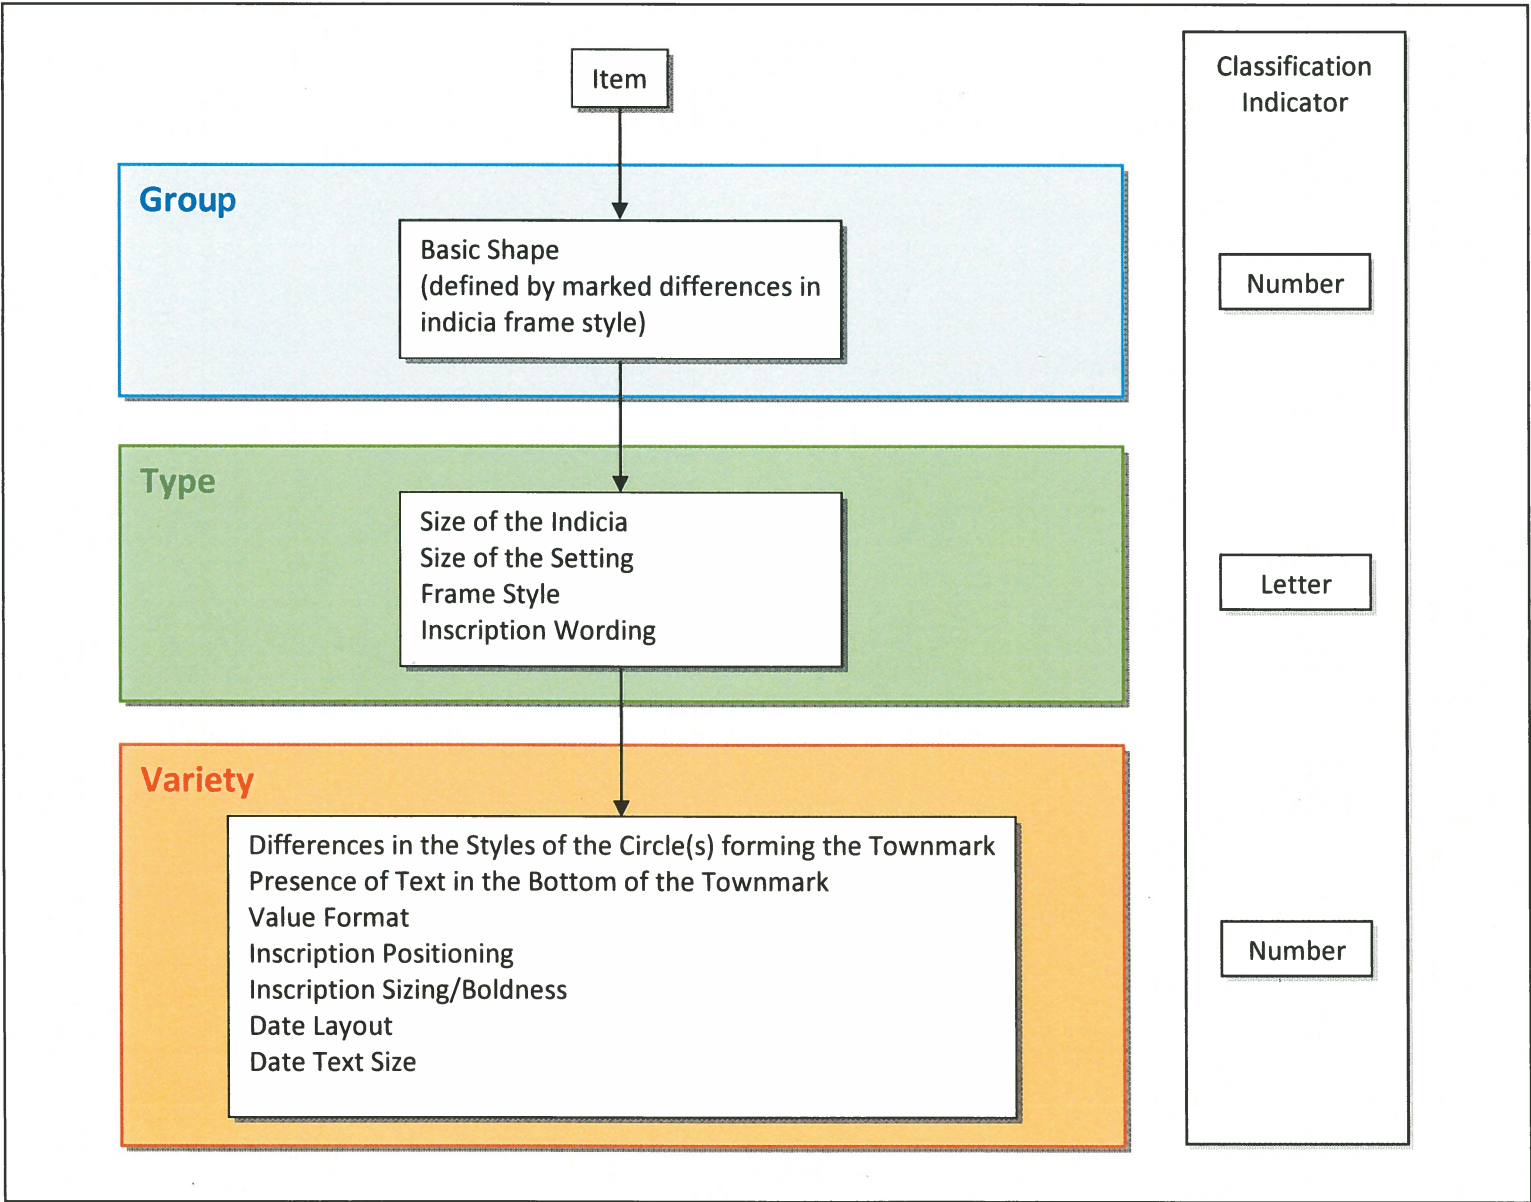 Item
Classification
Indicator
Group
Basic Shape
(defined by marked differences in
indicia frame style)
Number
Type
Size of the Indicia
Size of the Setting
Frame Style
Inscription Wording
Letter
Variety
Differences in the Styles of the Circle(s) forming the Townmark
Presence of Text in the Bottom of the Townmark
Value Format
Inscription Positioning
Inscription Sizing/Boldness
Date Layout
Date Text Size
Number